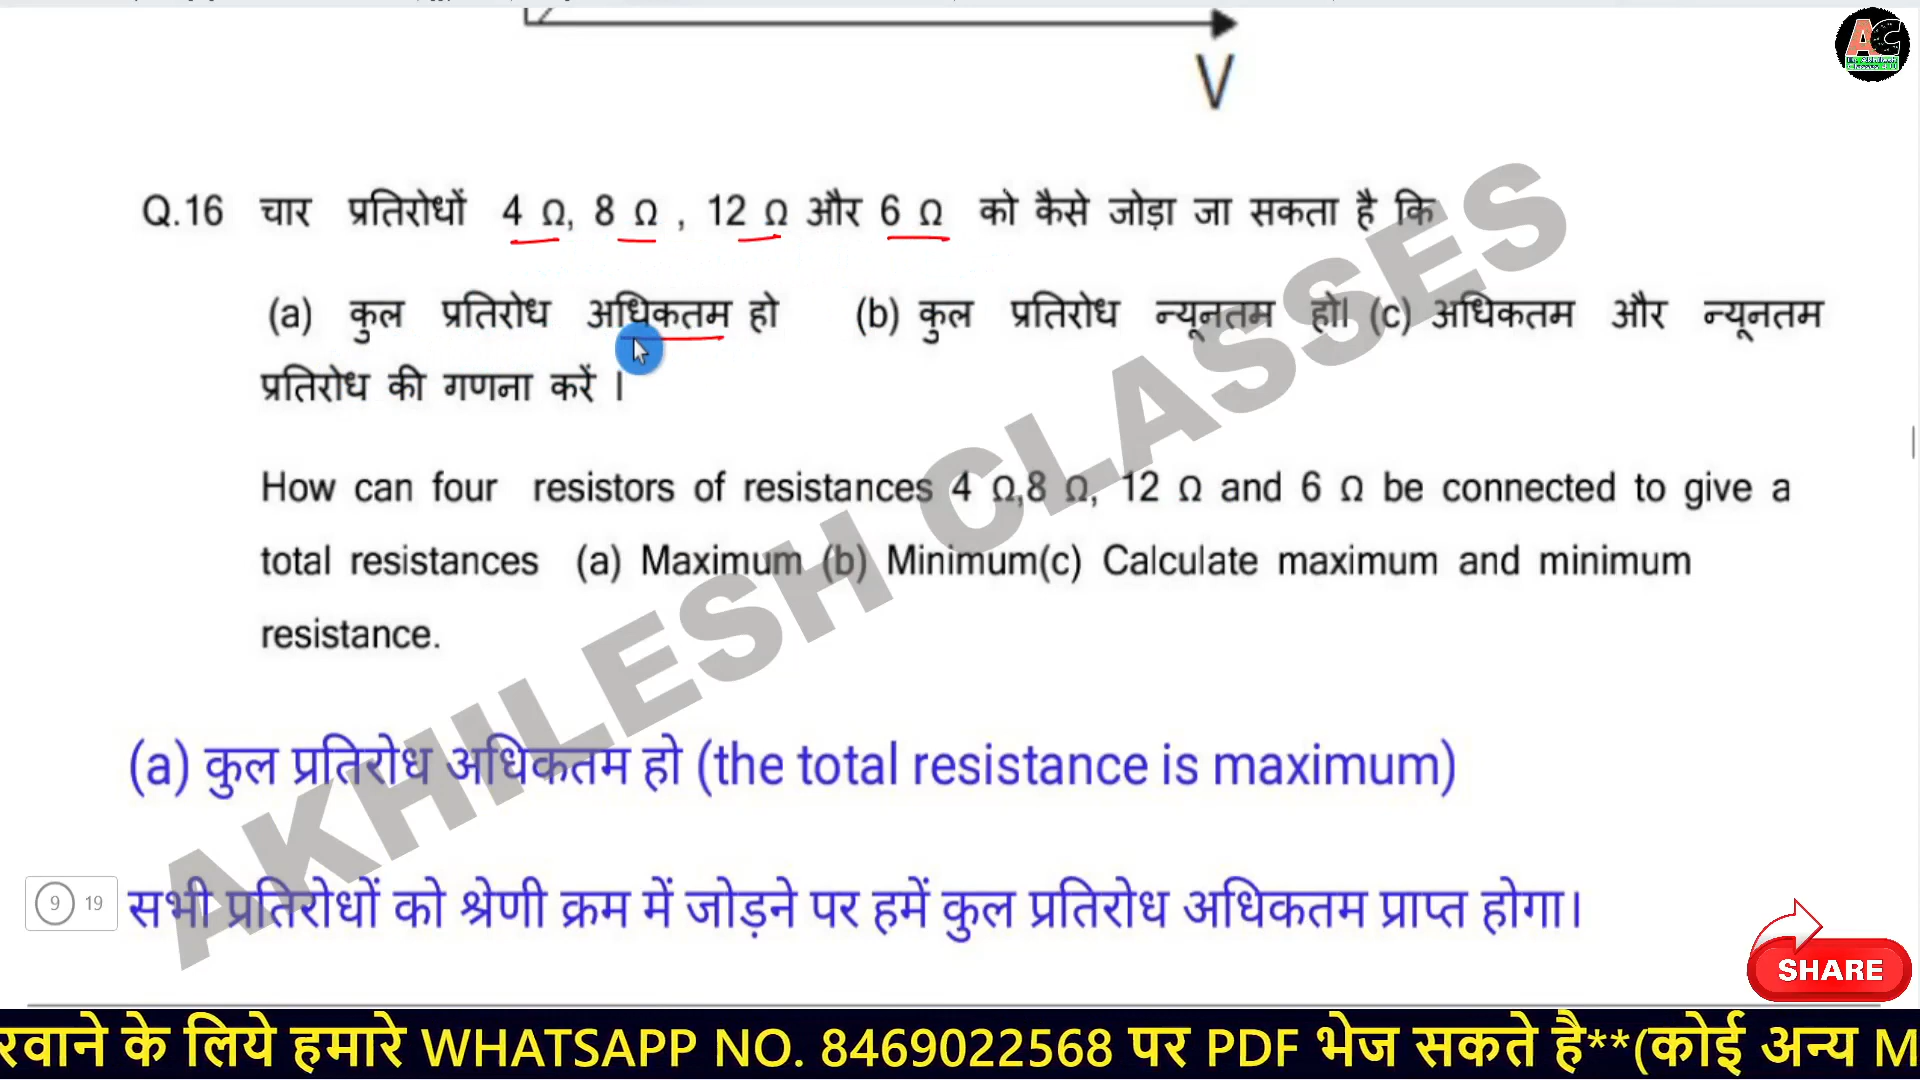 V
Q.16 चार प्रतिरोधों 4 Ω, 8 Ω , 12 Ω और 6 Ω को कैसे जोड़ा जा सकता है कि
(a) कुल प्रतिरोध अधिकतम हो (b) कुल प्रतिरोध न्यूनतम हो। (c) अधिकतम और न्यूनतम
प्रतिरोध की गणना करें ।
How can four resistors of resistances 4 Ω,8 Ω, 12 Ω and 6 Ω be connected to give a
total resistances (a) Maximum (b) Minimum(c) Calculate maximum and minimum
resistance.
AKHILESH CLASSES
(a) कुल प्रतिरोध अधिकतम हो (the total resistance is maximum)
9 19
सभी प्रतिरोधों को श्रेणी क्रम में जोड़ने पर हमें कुल प्रतिरोध अधिकतम प्राप्त होगा।
SHARE
रवाने के लिये हमारे WHATSAPP NO. 8469022568 पर PDF भेज सकते है**(कोई अन्य M
AC